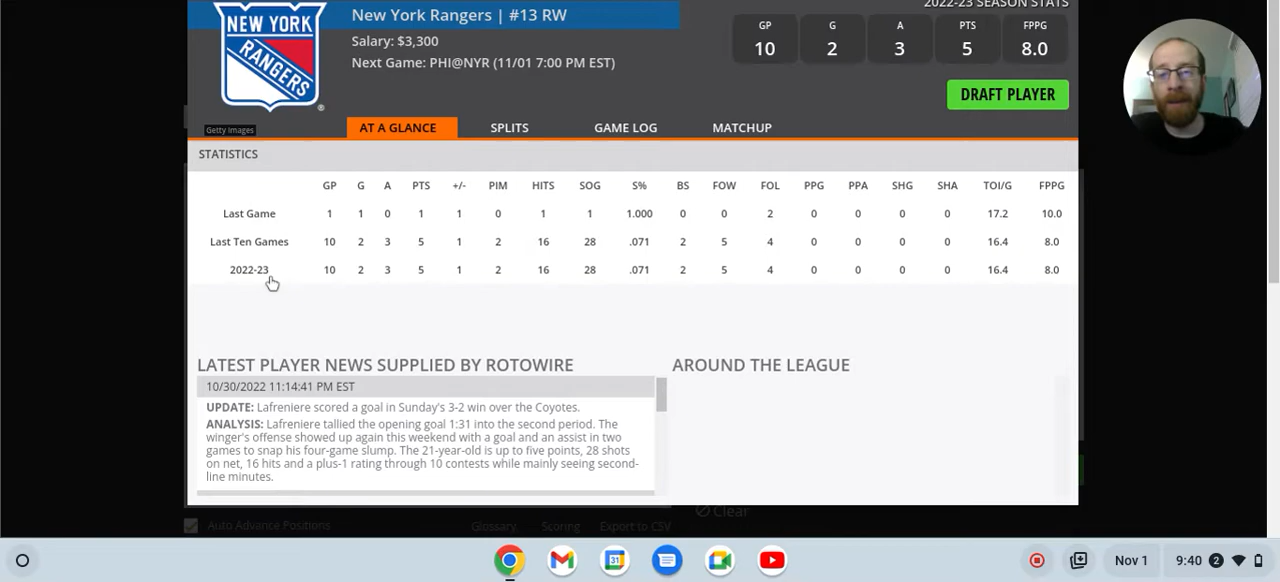 2022-23 SEASON STATS
New York Rangers | #13 RW
Salary: $3,300
Next Game: PHI@NYR (11/01 7:00 PM EST)
NEW YORK
RANGERS
GP G A PTS FPPG
10 2 3 5 8.0
DRAFT PLAYER
Getty Images
AT A GLANCE SPLITS GAME LOG MATCHUP
STATISTICS
GP G A PTS +/- PIM HITS SOG S% BS FOW FOL PPG PPA SHG SHA TOI/G FPPG
Last Game 1 1 0 1 1 0 1 1 1.000 0 0 2 0 0 0 0 17.2 10.0
Last Ten Games 10 2 3 5 1 2 16 28 .071 2 5 4 0 0 0 0 16.4 8.0
2022-23 10 2 3 5 1 2 16 28 .071 2 5 4 0 0 0 0 16.4 8.0
LATEST PLAYER NEWS SUPPLIED BY ROTOWIRE
AROUND THE LEAGUE
10/30/2022 11:14:41 PM EST
UPDATE: Lafreniere scored a goal in Sunday's 3-2 win over the Coyotes.
ANALYSIS: Lafreniere tallied the opening goal 1:31 into the second period. The
winger's offense showed up again this weekend with a goal and an assist in two
games to snap his four-game slump. The 21-year-old is up to five points, 28 shots
on net, 16 hits and a plus-1 rating through 10 contests while mainly seeing second-
line minutes.
Auto Advance Positions Glossary Scoring Export to CSV Clear
31
Nov 1 9:40 2